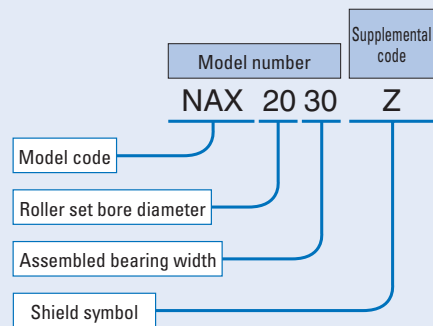 Supplemental
code
Model number
NAX 20 30 Z
Model code
Roller set bore diameter
Assembled bearing width
Shield symbol